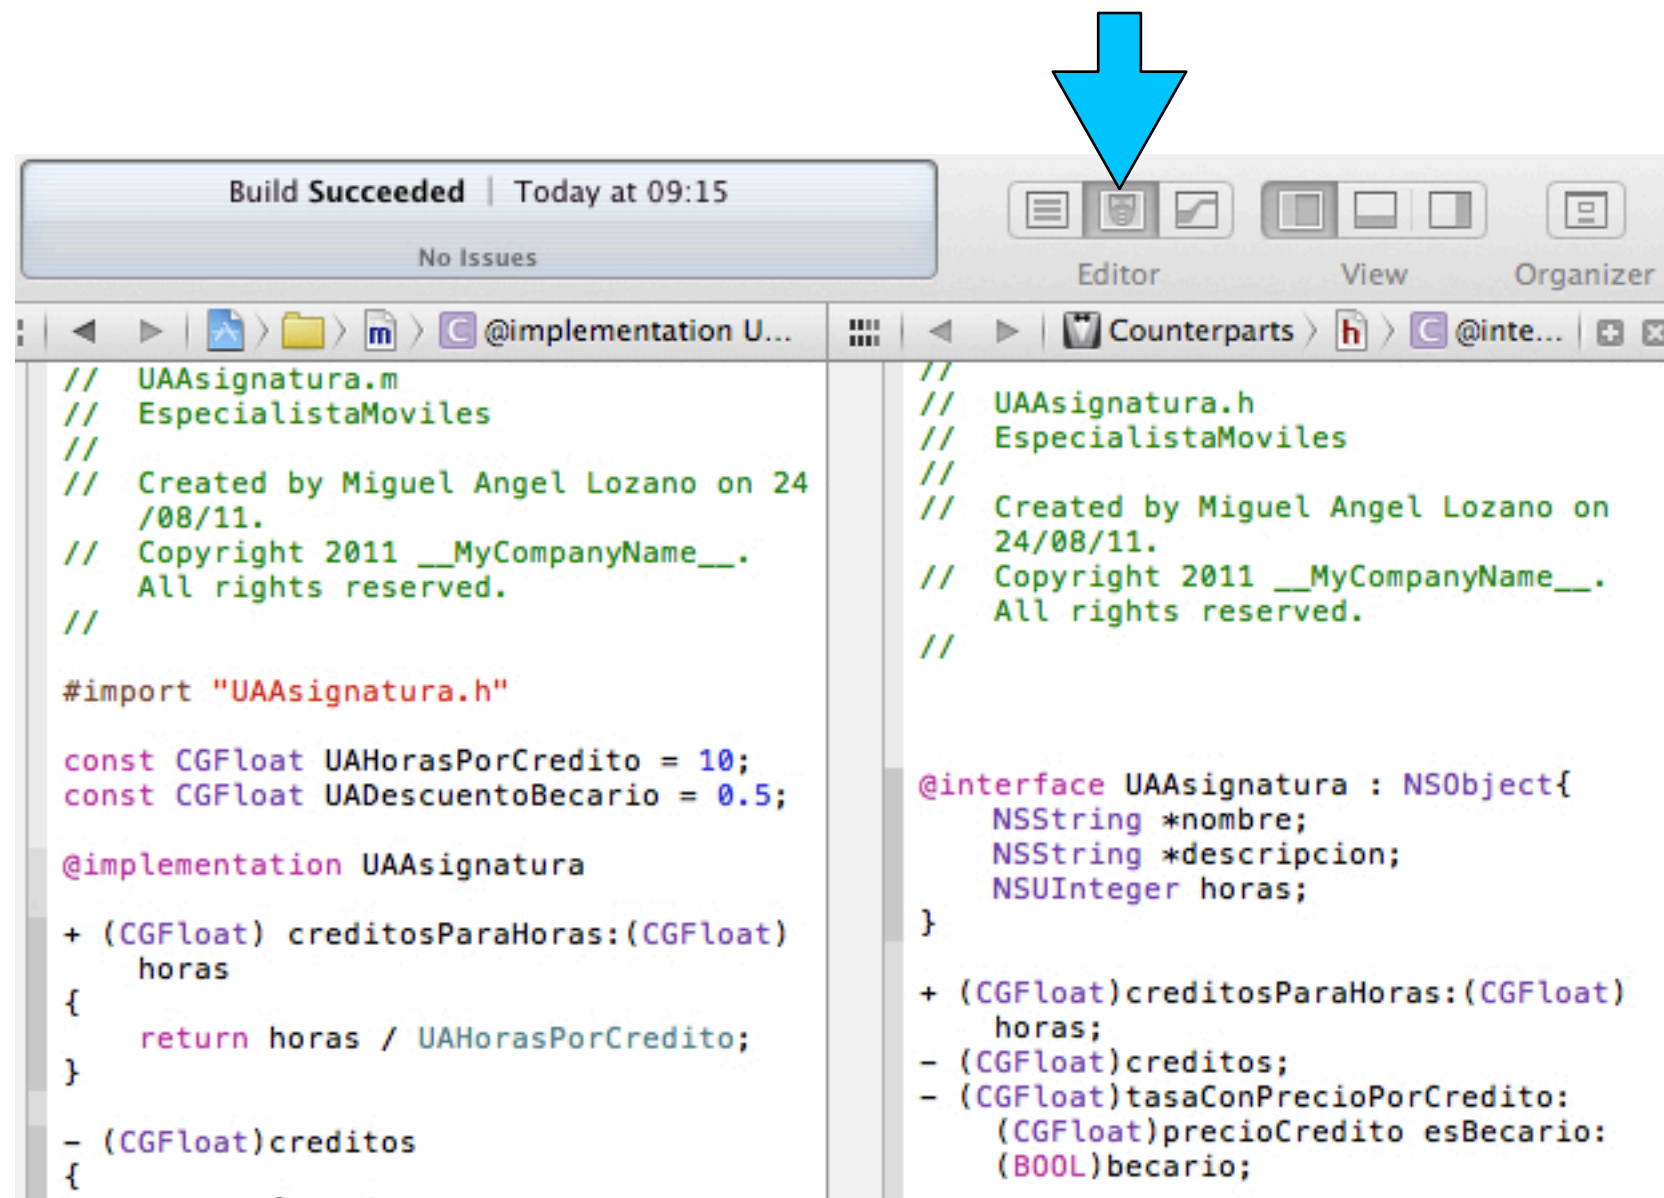 Build Succeeded | Today at 09:15
No Issues
Editor
View
Organizer
m
C @implementation U...
Counterparts
h
C @inte...
// UAAsignatura.m
// EspecialistaMoviles
//
// Created by Miguel Angel Lozano on 24
/08/11.
// Copyright 2011 __MyCompanyName__.
All rights reserved.
//
#import "UAAsignatura.h"
const CGFloat UAHorasPorCredito = 10;
const CGFloat UADescuentoBecario = 0.5;
@implementation UAAsignatura
+ (CGFloat) creditosParaHoras:(CGFloat)
horas
{
return horas / UAHorasPorCredito;
}
- (CGFloat)creditos
{
//
// UAAsignatura.h
// EspecialistaMoviles
//
// Created by Miguel Angel Lozano on
24/08/11.
// Copyright 2011 __MyCompanyName__.
All rights reserved.
//
@interface UAAsignatura : NSObject{
NSString *nombre;
NSString *descripcion;
NSUInteger horas;
}
+ (CGFloat)creditosParaHoras:(CGFloat)
horas;
- (CGFloat)creditos;
- (CGFloat)tasaConPrecioPorCredito:
(CGFloat)precioCredito esBecario:
(BOOL)becario;